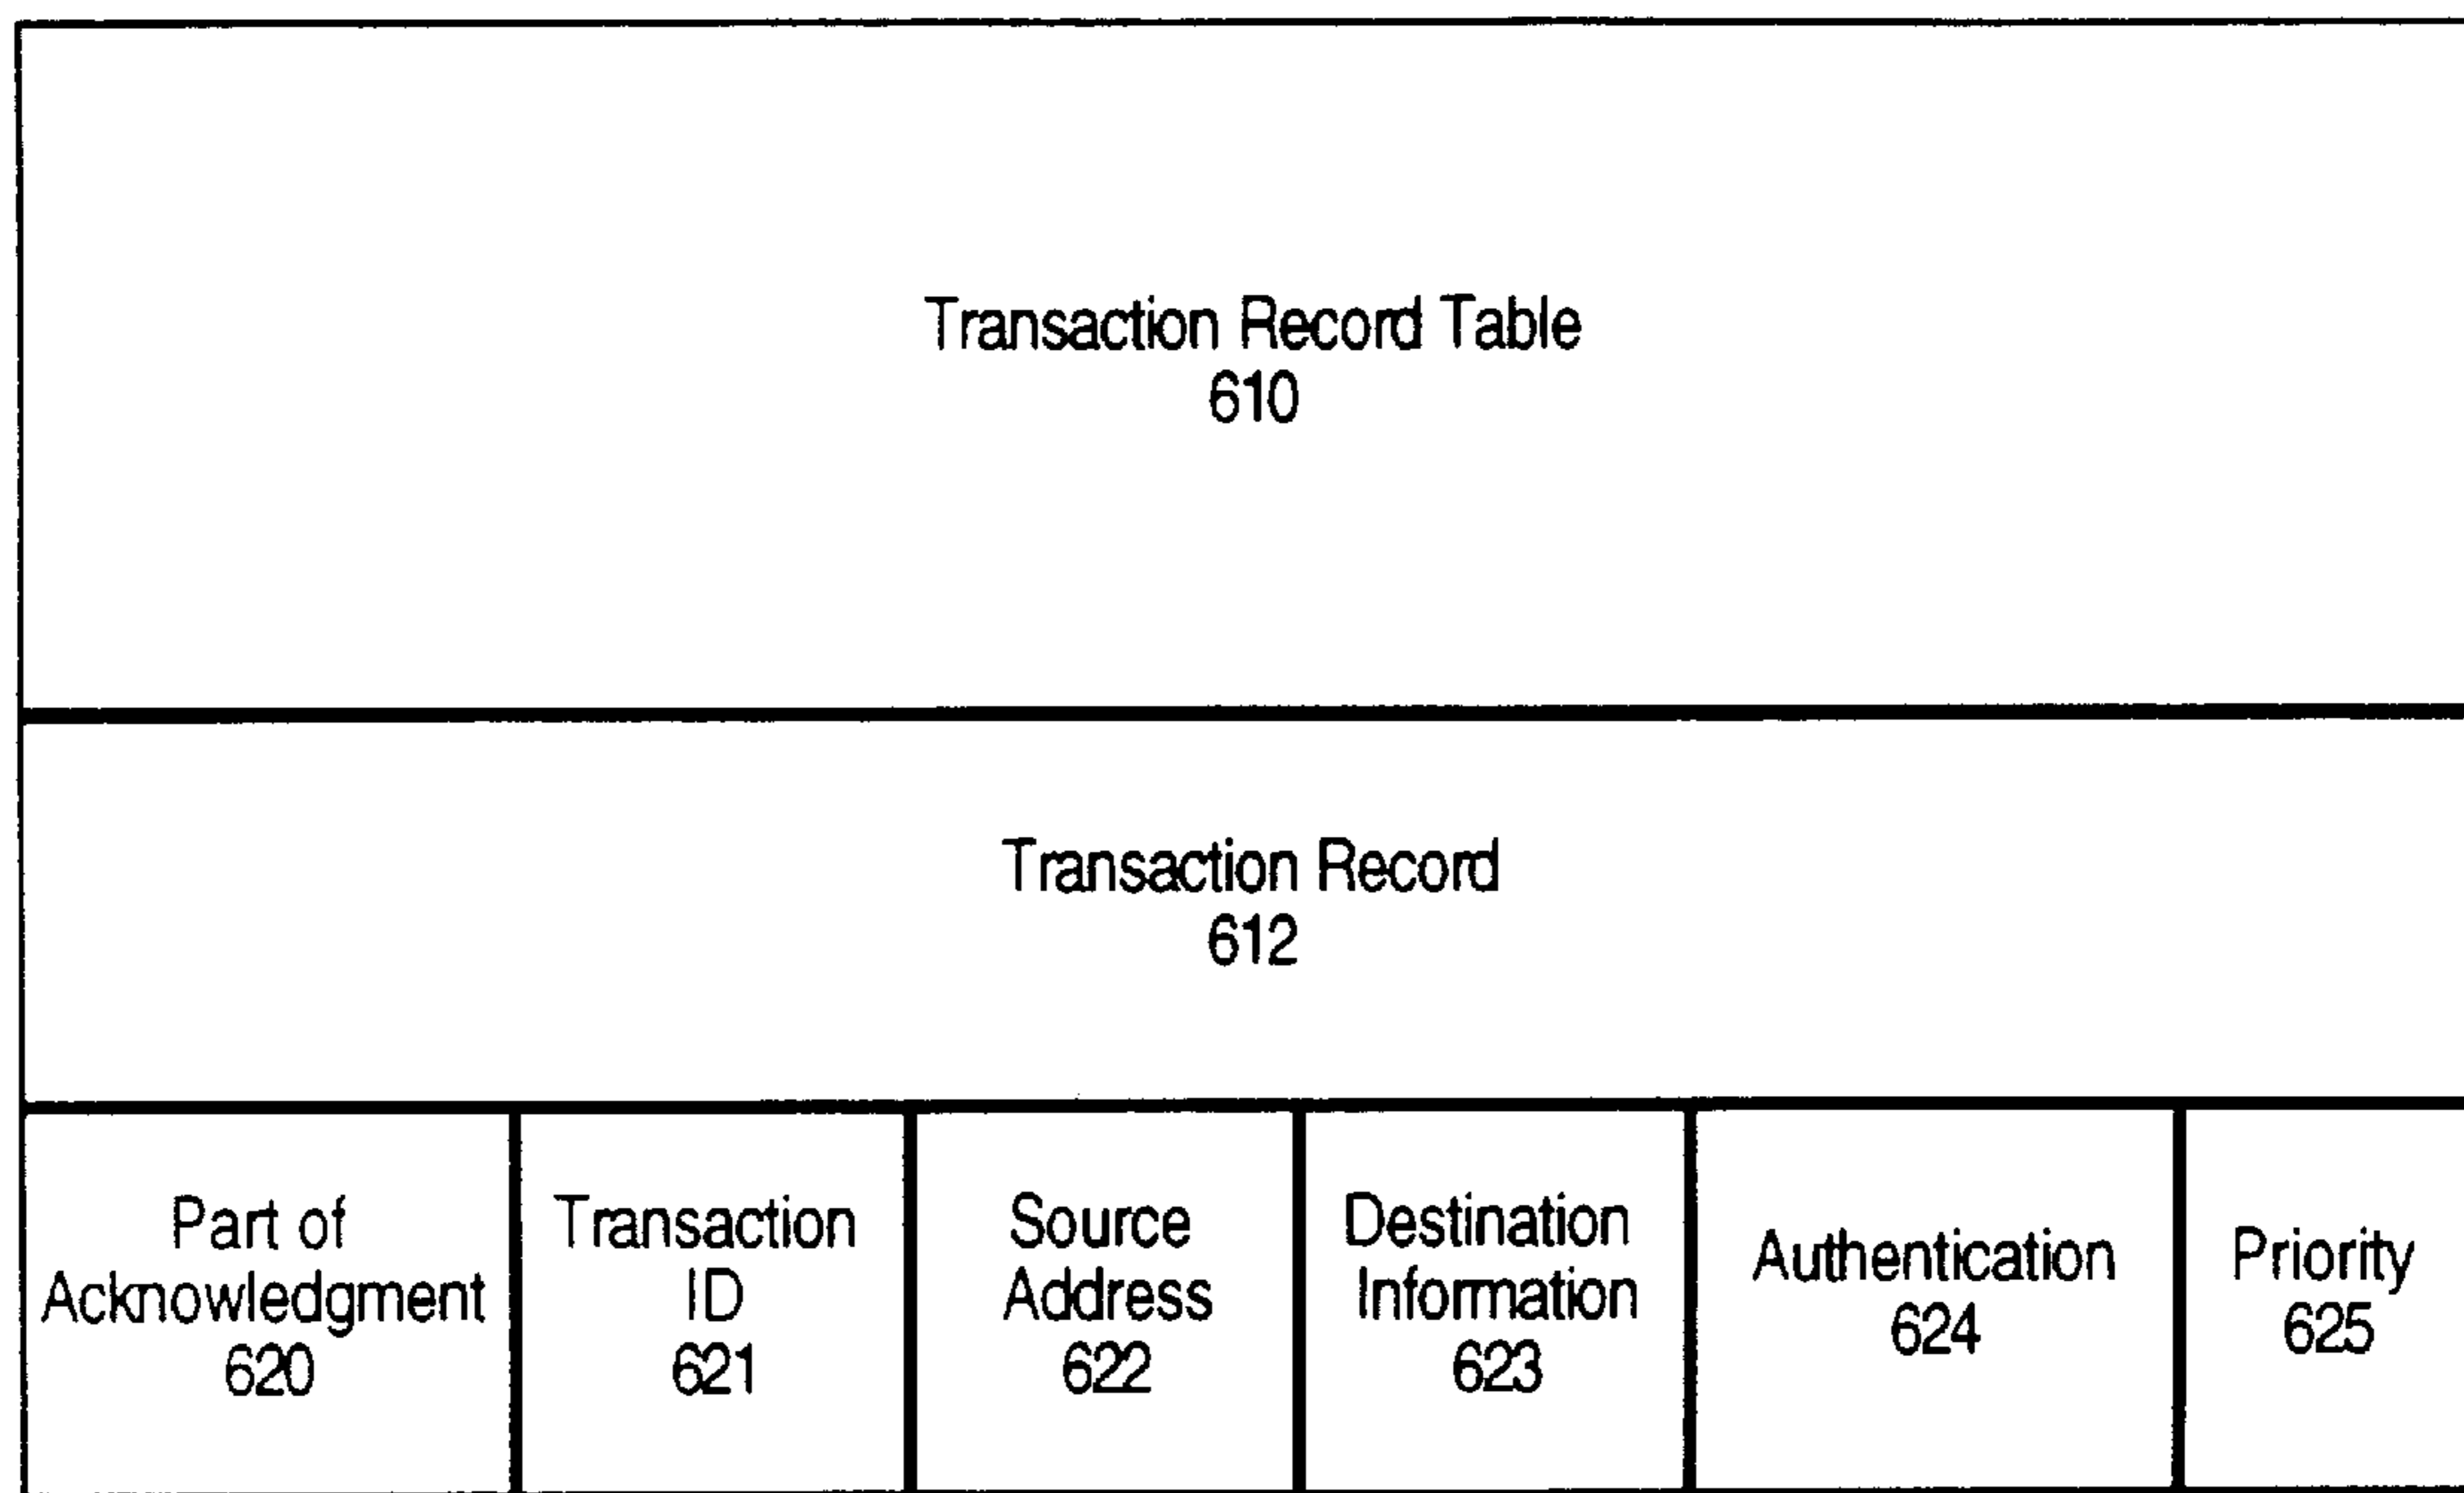 Transaction Record Table
610
Transaction Record
612
Part of
Acknowledgment
620
Transaction
ID
621
Source
Address
622
Destination
Information
623
Authentication
624
Priority
625